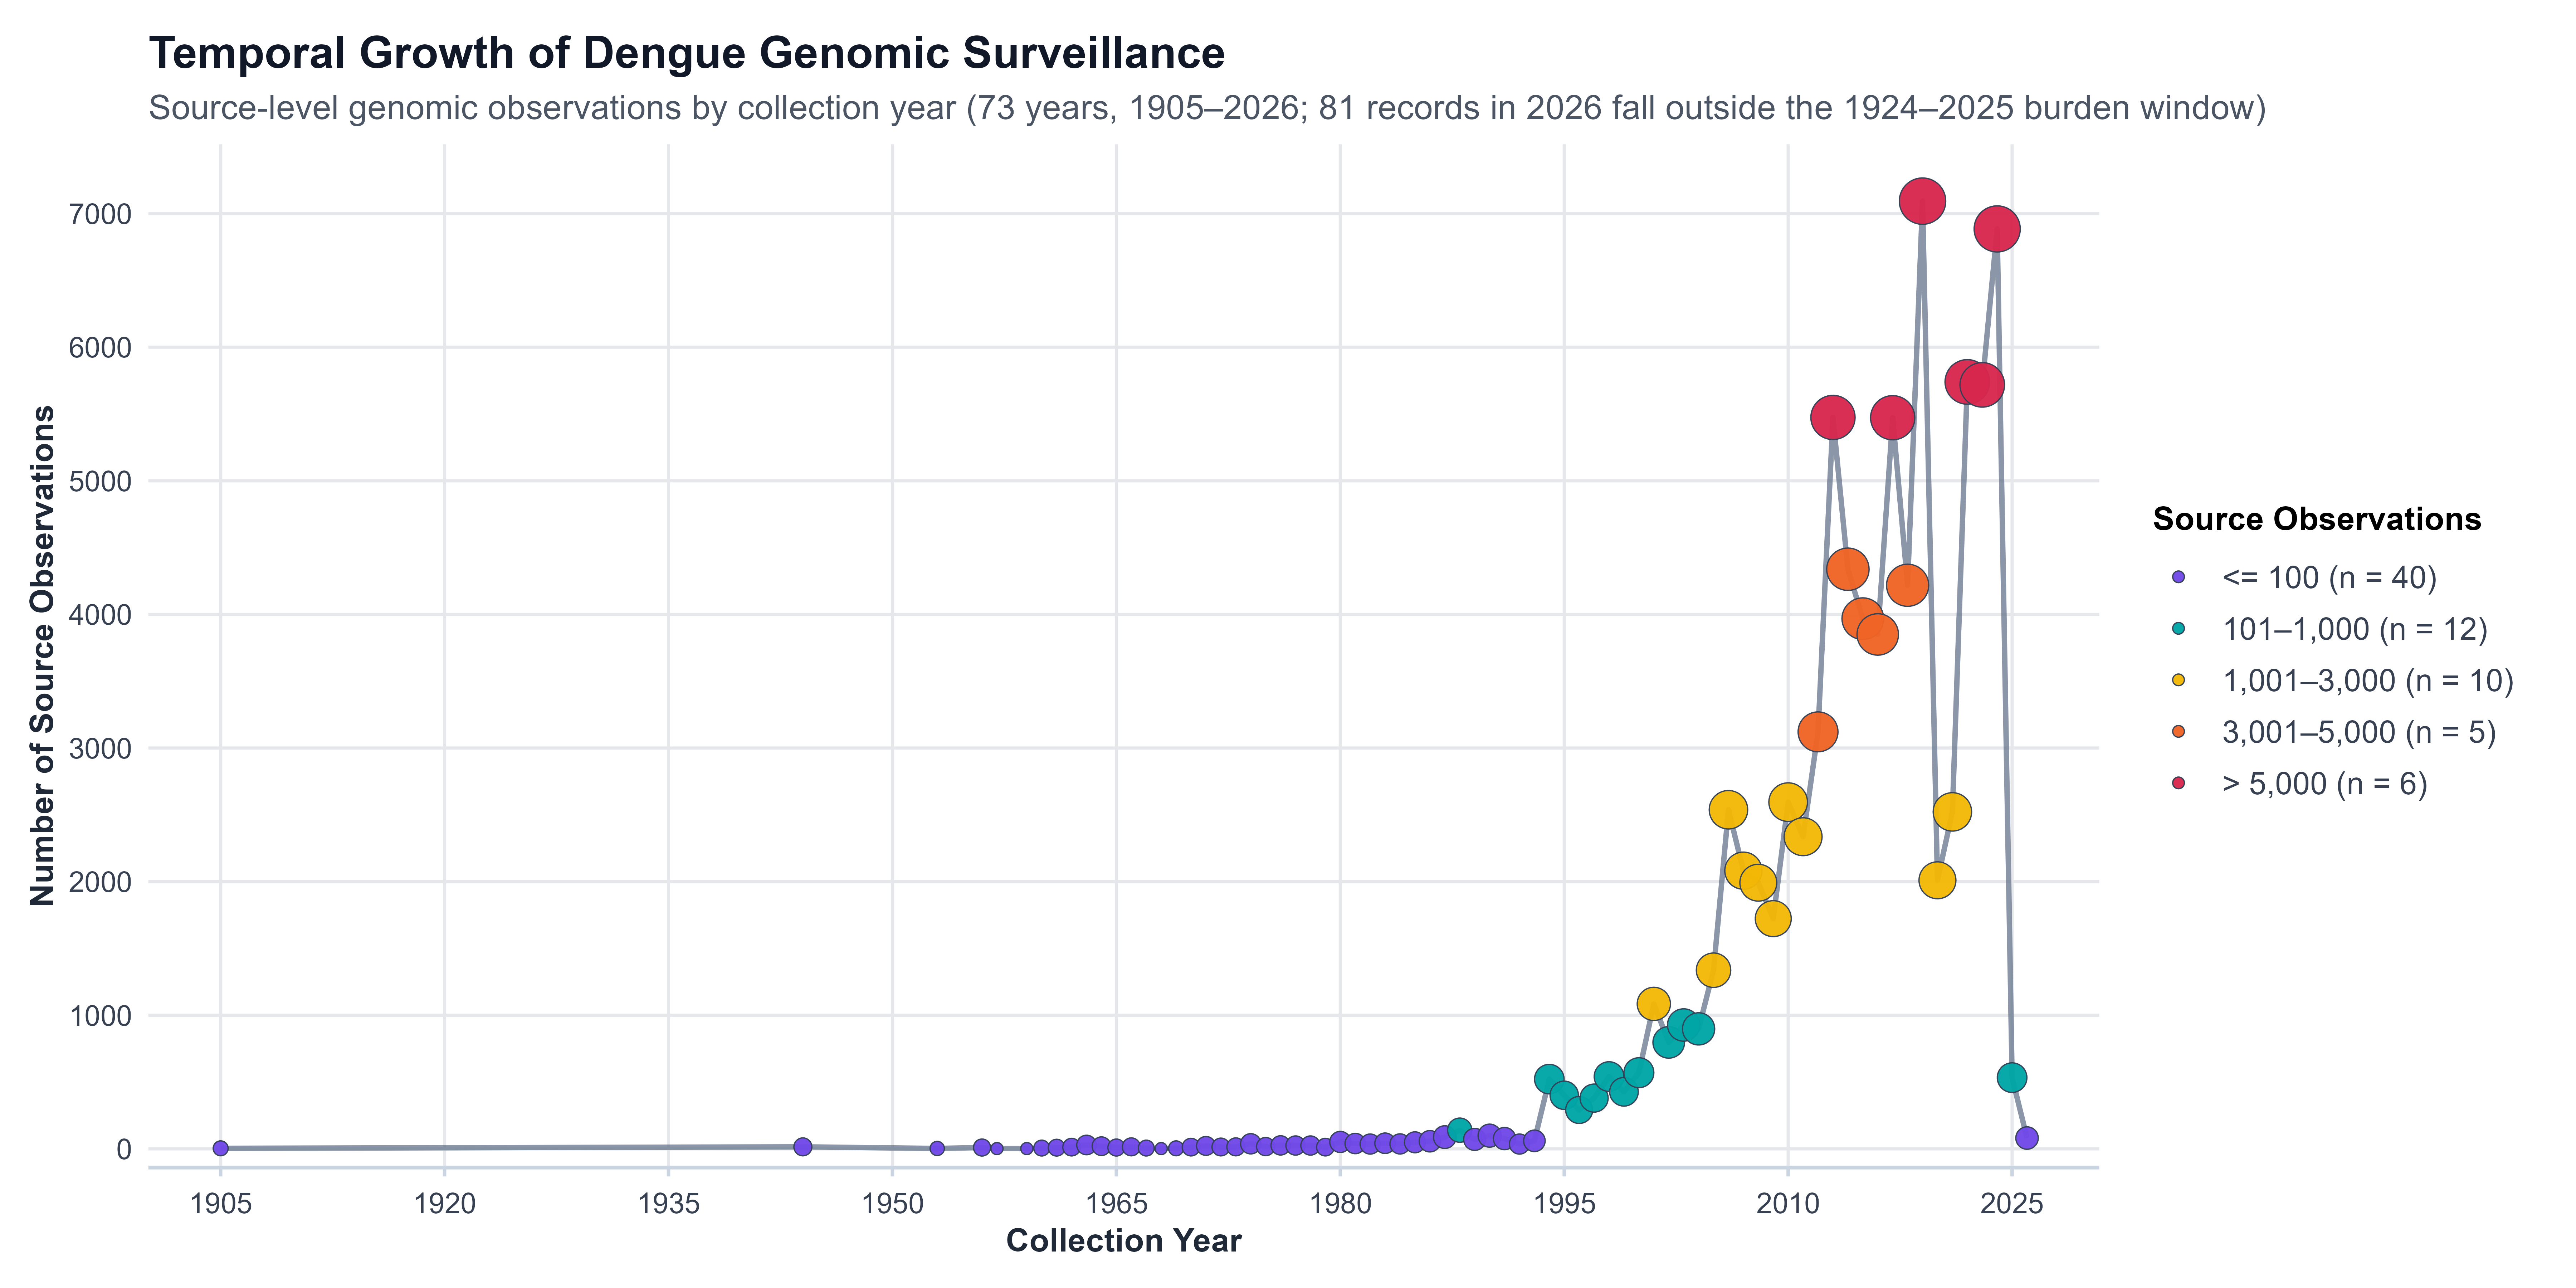 Temporal Growth of Dengue Genomic Surveillance
Source-level genomic observations by collection year (73 years, 1905–2026; 81 records in 2026 fall outside the 1924–2025 burden window)
Number of Source Observations
7000
6000
5000
4000
3000
2000
1000
0
1905 1920 1935 1950 1965 1980 1995 2010 2025
Collection Year
Source Observations
<= 100 (n = 40)
101–1,000 (n = 12)
1,001–3,000 (n = 10)
3,001–5,000 (n = 5)
> 5,000 (n = 6)